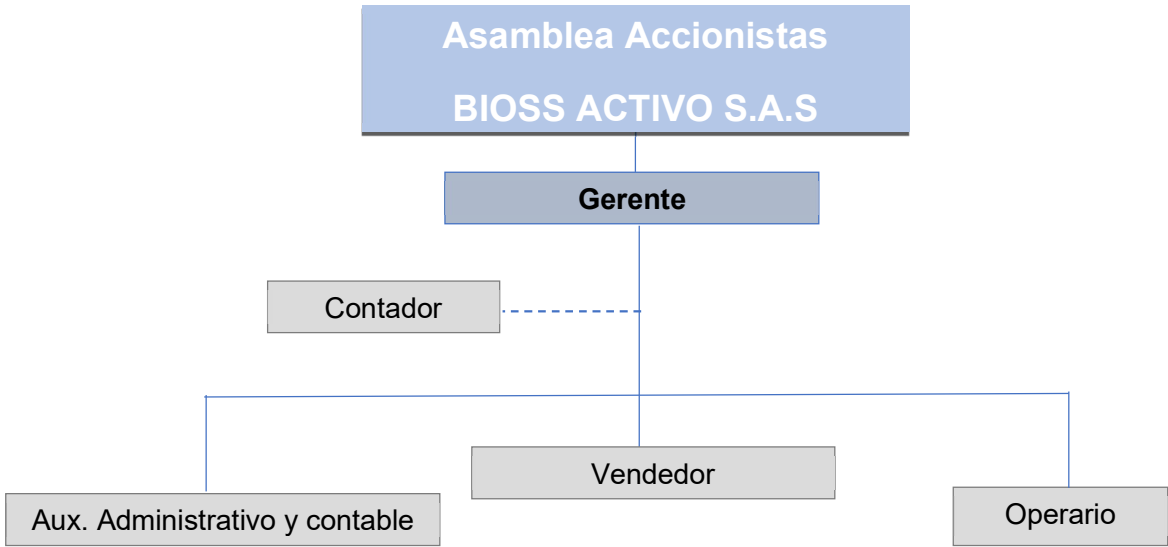 Asamblea Accionistas
BIOSS ACTIVO S.A.S
Gerente
Contador
Vendedor
Aux. Administrativo y contable
Operario